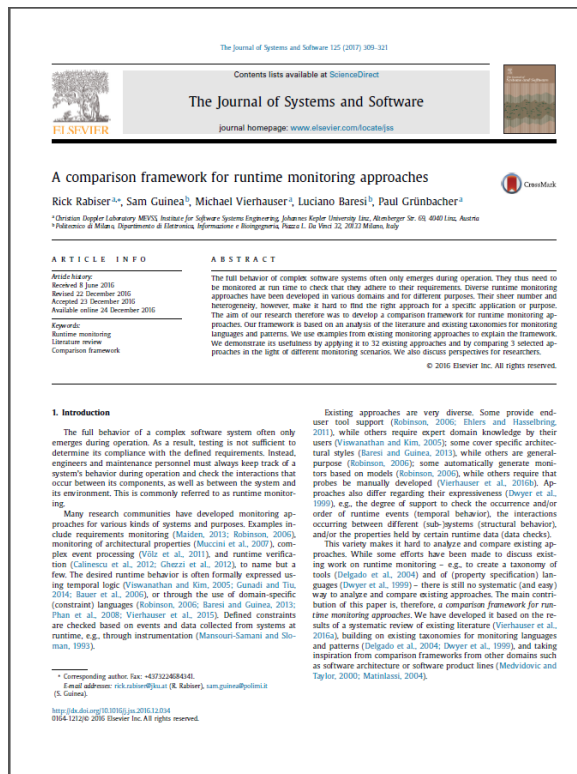 The Journal of Systems and Software 125 (2017) 309–321
Contents lists available at ScienceDirect
The Journal of Systems and Software
journal homepage: www.elsevier.com/locate/jss
ELSEVIER
A comparison framework for runtime monitoring approaches
CrossMark
Rick Rabiser a,*, Sam Guinea b, Michael Vierhauser a, Luciano Baresi b, Paul Grünbacher a
a Christian Doppler Laboratory MEVSS, Institute for Software Systems Engineering, Johannes Kepler University Linz, Altenberger Str. 69, 4040 Linz, Austria
b Politecnico di Milano, Dipartimento di Elettronica, Informazione e Bioingegneria, Piazza L. Da Vinci 32, 20133 Milano, Italy
ARTICLE INFO
Article history:
Received 8 June 2016
Revised 22 December 2016
Accepted 23 December 2016
Available online 24 December 2016
Keywords:
Runtime monitoring
Literature review
Comparison framework
ABSTRACT
The full behavior of complex software systems often only emerges during operation. They thus need to
be monitored at run time to check that they adhere to their requirements. Diverse runtime monitoring
approaches have been developed in various domains and for different purposes. Their sheer number and
heterogeneity, however, make it hard to find the right approach for a specific application or purpose.
The aim of our research therefore was to develop a comparison framework for runtime monitoring ap-
proaches. Our framework is based on an analysis of the literature and existing taxonomies for monitoring
languages and patterns. We use examples from existing monitoring approaches to explain the framework.
We demonstrate its usefulness by applying it to 32 existing approaches and by comparing 3 selected ap-
proaches in the light of different monitoring scenarios. We also discuss perspectives for researchers.
© 2016 Elsevier Inc. All rights reserved.
1. Introduction
The full behavior of a complex software system often only
emerges during operation. As a result, testing is not sufficient to
determine its compliance with the defined requirements. Instead,
engineers and maintenance personnel must always keep track of a
system's behavior during operation and check the interactions that
occur between its components, as well as between the system and
its environment. This is commonly referred to as runtime monitor-
ing.
Many research communities have developed monitoring ap-
proaches for various kinds of systems and purposes. Examples in-
clude requirements monitoring (Maiden, 2013; Robinson, 2006),
monitoring of architectural properties (Muccini et al., 2007), com-
plex event processing (Völz et al., 2011), and runtime verifica-
tion (Calinescu et al., 2012; Ghezzi et al., 2012), to name but a
few. The desired runtime behavior is often formally expressed us-
ing temporal logic (Viswanathan and Kim, 2005; Gunadi and Tiu,
2014; Bauer et al., 2006), or through the use of domain-specific
(constraint) languages (Robinson, 2006; Baresi and Guinea, 2013;
Phan et al., 2008; Vierhauser et al., 2015). Defined constraints
are checked based on events and data collected from systems at
runtime, e.g., through instrumentation (Mansouri-Samani and Slo-
man, 1993).
* Corresponding author. Fax: +4373224684341.
E-mail addresses: rick.rabiser@jku.at (R. Rabiser), sam.guinea@polimi.it
(S. Guinea).
http://dx.doi.org/10.1016/j.jss.2016.12.034
0164-1212/© 2016 Elsevier Inc. All rights reserved.
Existing approaches are very diverse. Some provide end-
user tool support (Robinson, 2006; Ehlers and Hasselbring,
2011), while others require expert domain knowledge by their
users (Viswanathan and Kim, 2005); some cover specific architec-
tural styles (Baresi and Guinea, 2013), while others are general-
purpose (Robinson, 2006); some automatically generate moni-
tors based on models (Robinson, 2006), while others require that
probes be manually developed (Vierhauser et al., 2016b). Ap-
proaches also differ regarding their expressiveness (Dwyer et al.,
1999), e.g., the degree of support to check the occurrence and/or
order of runtime events (temporal behavior), the interactions
occurring between different (sub-)systems (structural behavior),
and/or the properties held by certain runtime data (data checks).
This variety makes it hard to analyze and compare existing ap-
proaches. While some efforts have been made to discuss exist-
ing work on runtime monitoring – e.g., to create a taxonomy of
tools (Delgado et al., 2004) and of (property specification) lan-
guages (Dwyer et al., 1999) – there is still no systematic (and easy)
way to analyze and compare existing approaches. The main contri-
bution of this paper is, therefore, a comparison framework for run-
time monitoring approaches. We have developed it based on the re-
sults of a systematic review of existing literature (Vierhauser et al.,
2016a), building on existing taxonomies for monitoring languages
and patterns (Delgado et al., 2004; Dwyer et al., 1999), and taking
inspiration from comparison frameworks from other domains such
as software architecture or software product lines (Medvidovic and
Taylor, 2000; Matinlassi, 2004).